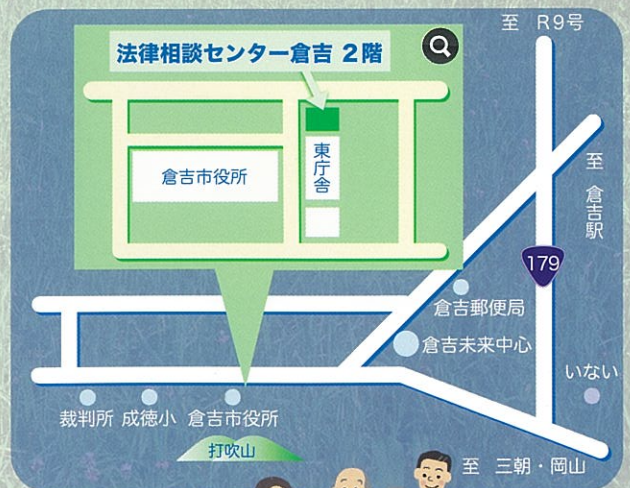 至 R9号
法律相談センター倉吉 2階
東庁舎
倉吉市役所
至 倉吉駅
179
倉吉郵便局
倉吉未来中心
いない
裁判所 成徳小 倉吉市役所
打吹山
至 三朝・岡山